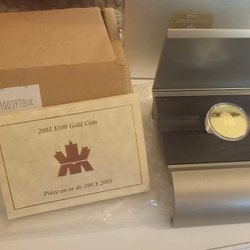 2003 $100 Gold Coin
Pièce en or de 100 $ 2003